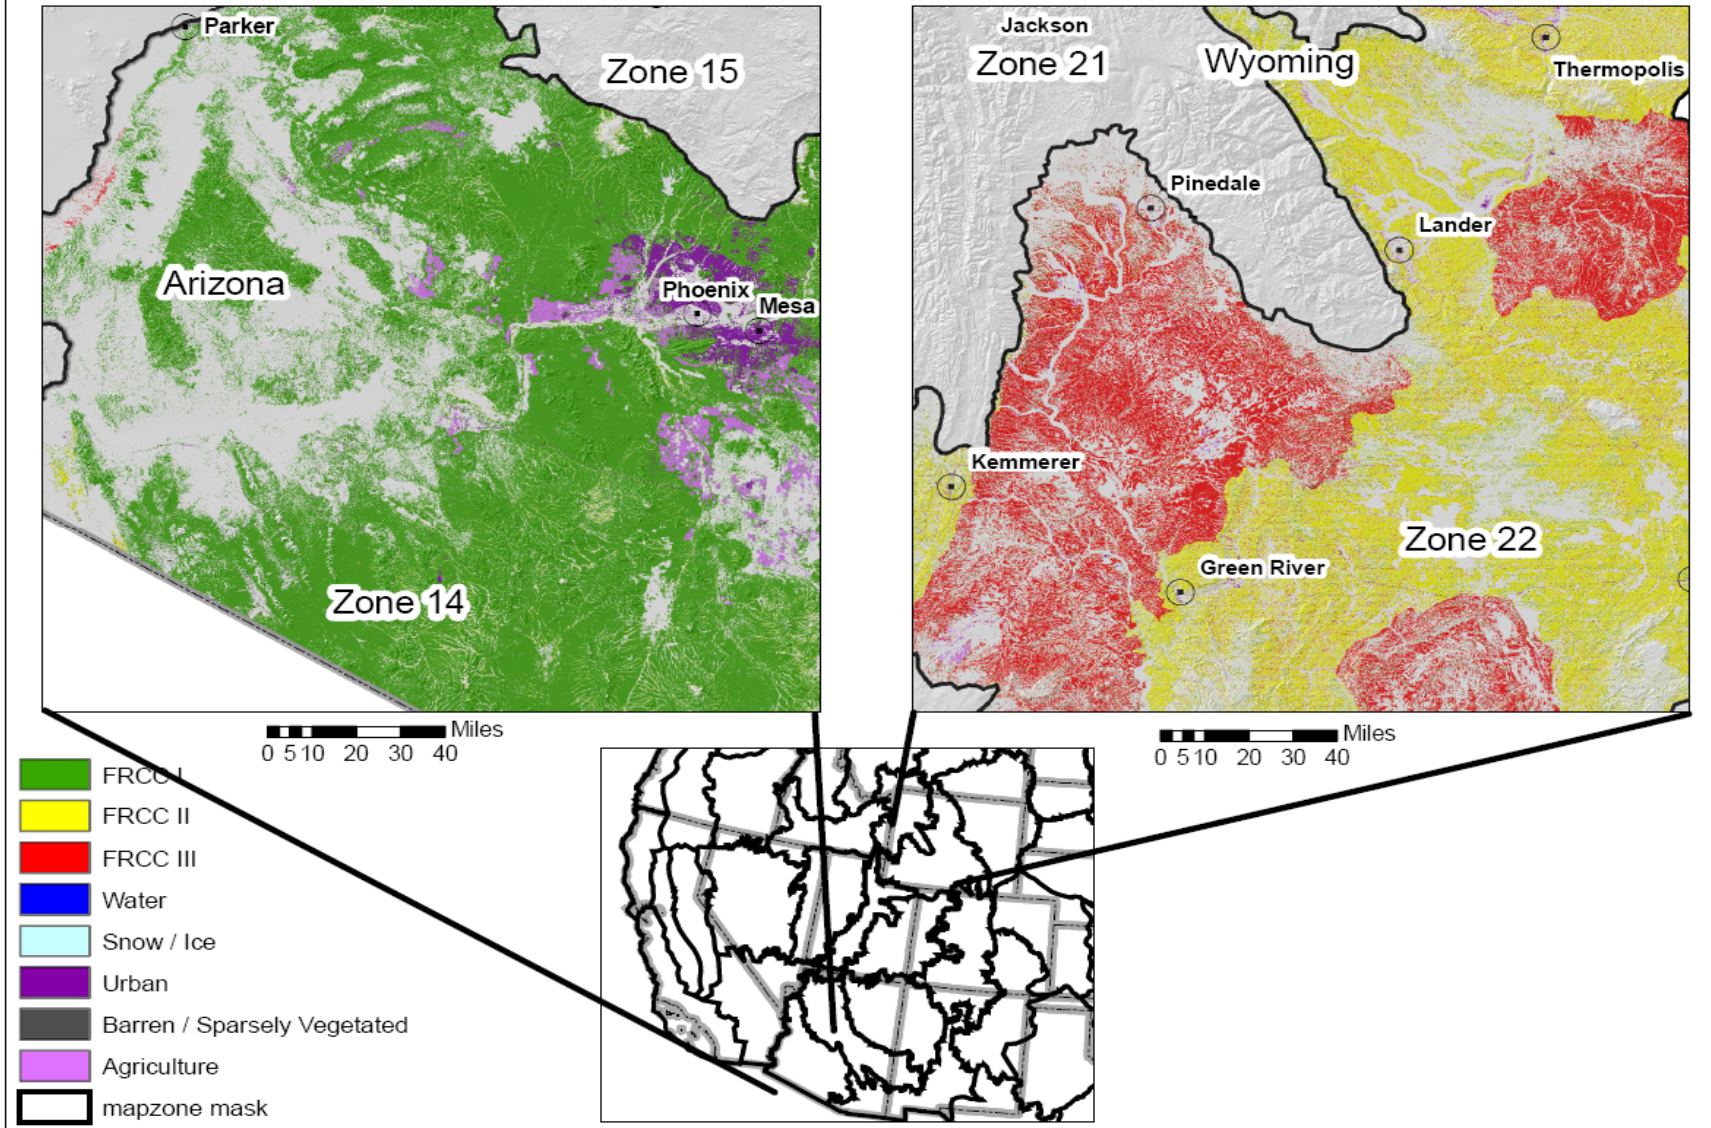 Parker
Zone 15
Arizona
Phoenix
Mesa
Zone 14
Jackson
Zone 21
Wyoming
Thermopolis
Pinedale
Lander
Kemmerer
Zone 22
Green River
Miles
0 5 10 20 30 40
Miles
0 5 10 20 30 40
FRCC I
FRCC II
FRCC III
Water
Snow / Ice
Urban
Barren / Sparsely Vegetated
Agriculture
mapzone mask